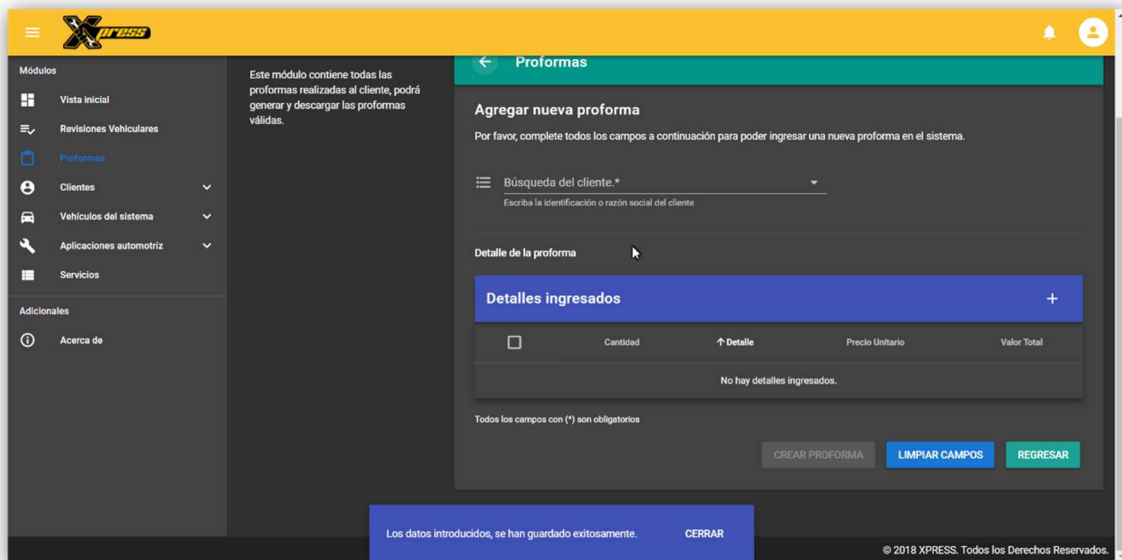 Xpress
Módulos
Vista inicial
Revisiones Vehiculares
Proformas
Clientes
Vehículos del sistema
Aplicaciones automotriz
Servicios
Adicionales
Acerca de
Este módulo contiene todas las
proformas realizadas al cliente, podrá
generar y descargar las proformas
válidas.
Proformas
Agregar nueva proforma
Por favor, complete todos los campos a continuación para poder ingresar una nueva proforma en el sistema.
Búsqueda del cliente.*
Escriba la identificación o razón social del cliente
Detalle de la proforma
Detalles ingresados
Cantidad Detalle Precio Unitario Valor Total
No hay detalles ingresados.
Todos los campos con (*) son obligatorios
CREAR PROFORMA LIMPIAR CAMPOS REGRESAR
Los datos introducidos, se han guardado exitosamente. CERRAR
© 2018 XPRESS. Todos los Derechos Reservados.